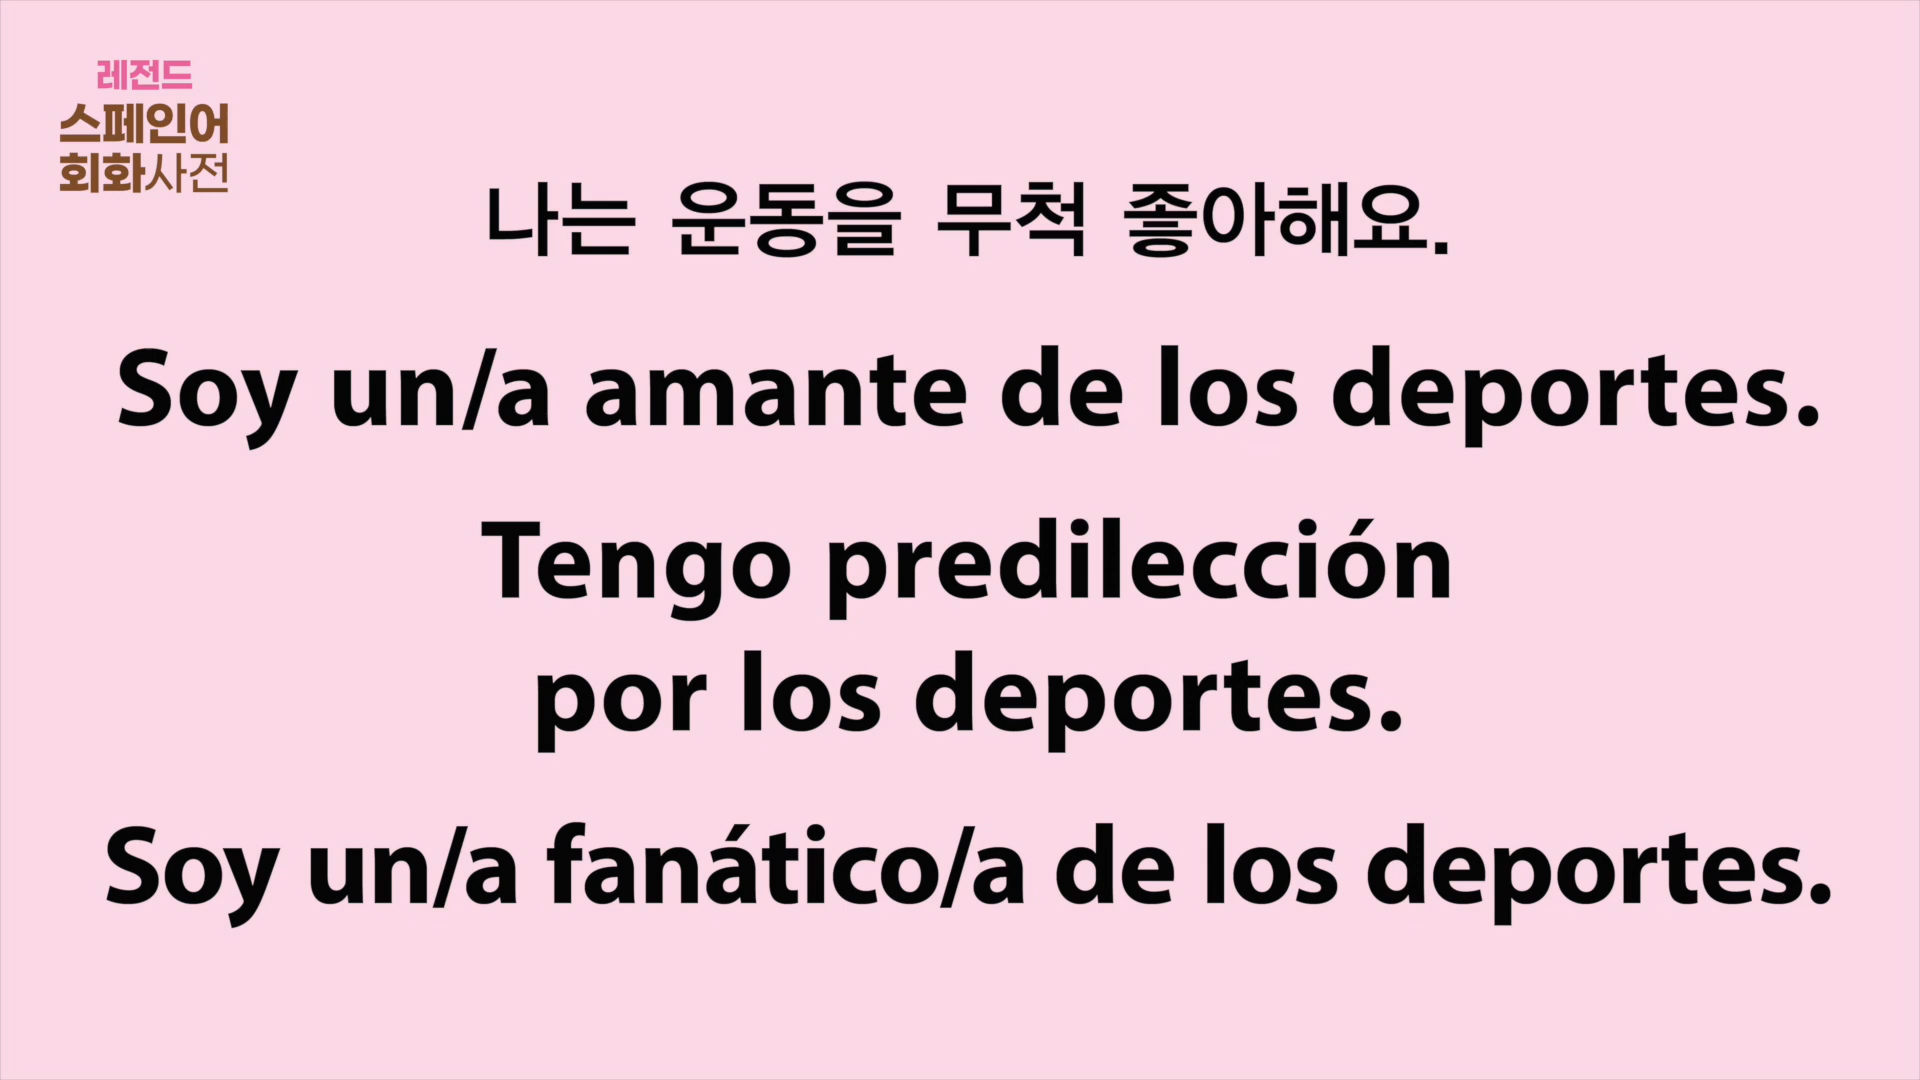 레전드
스페인어
회화사전
나는 운동을 무척 좋아해요.
Soy un/a amante de los deportes.
Tengo predilección
por los deportes.
Soy un/a fanático/a de los deportes.